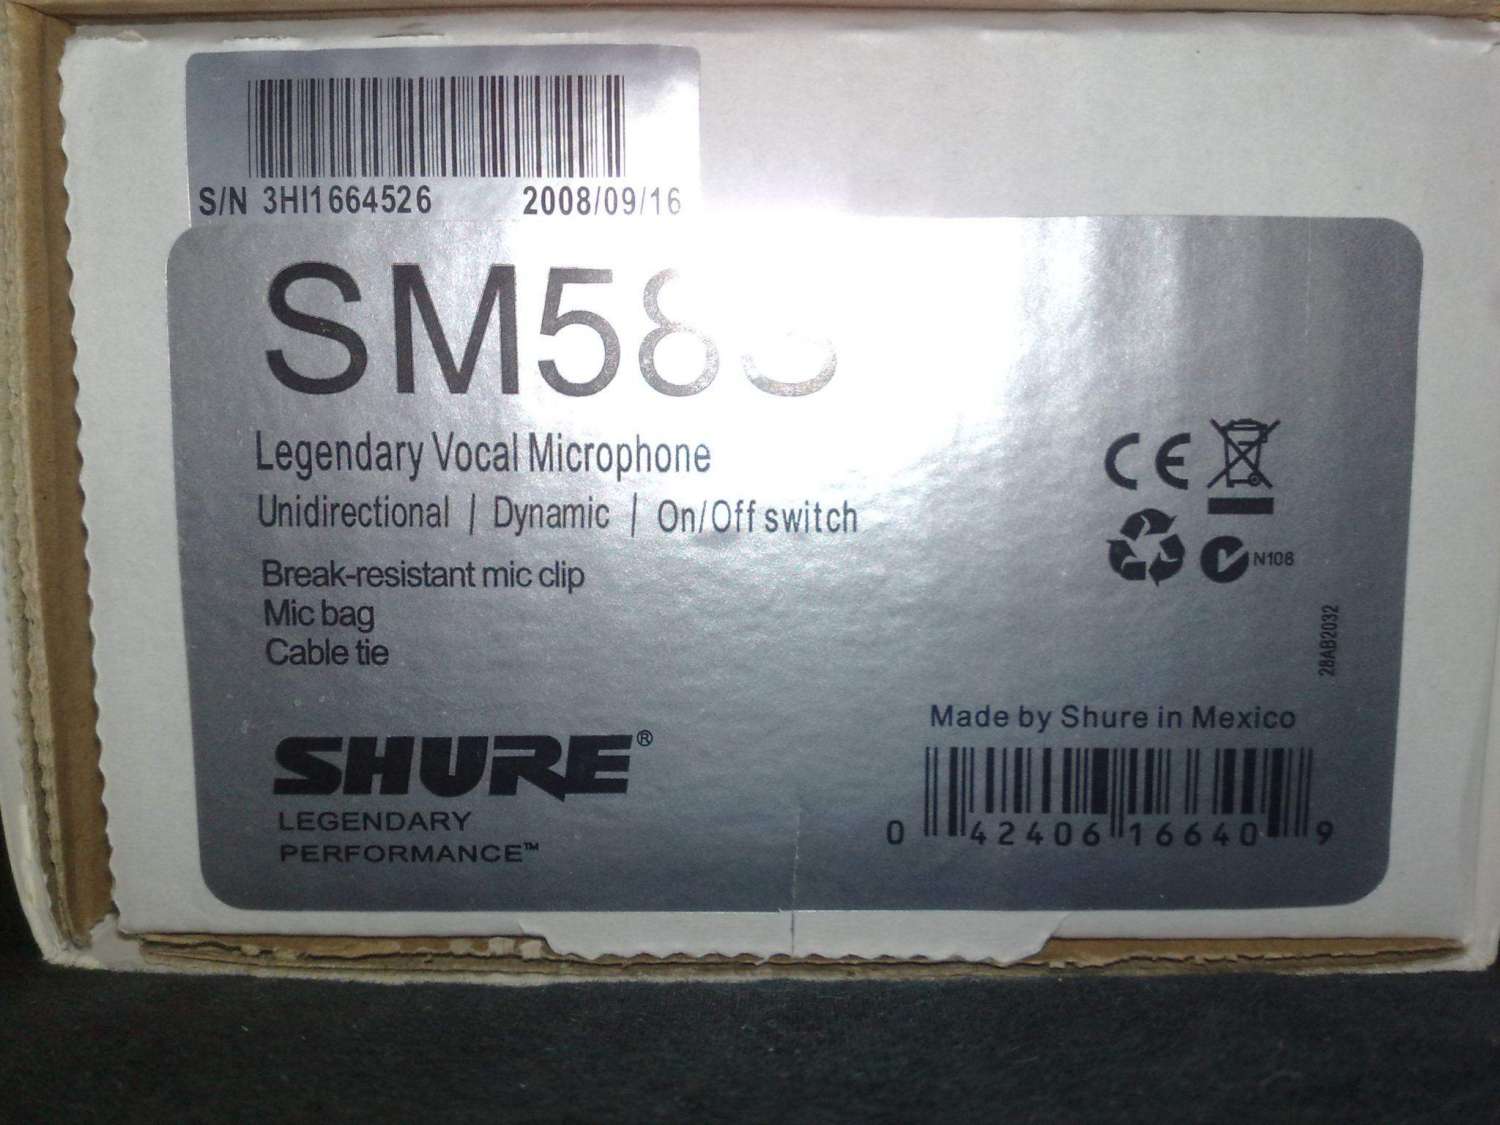 S/N 3HI1664526 2008/09/16
SM58S
Legendary Vocal Microphone
Unidirectional | Dynamic | On/Off switch
Break-resistant mic clip
Mic bag
Cable tie
CE
N108
28AB2032
SHURE®
LEGENDARY
PERFORMANCE™
Made by Shure in Mexico
0 42406 16640 9